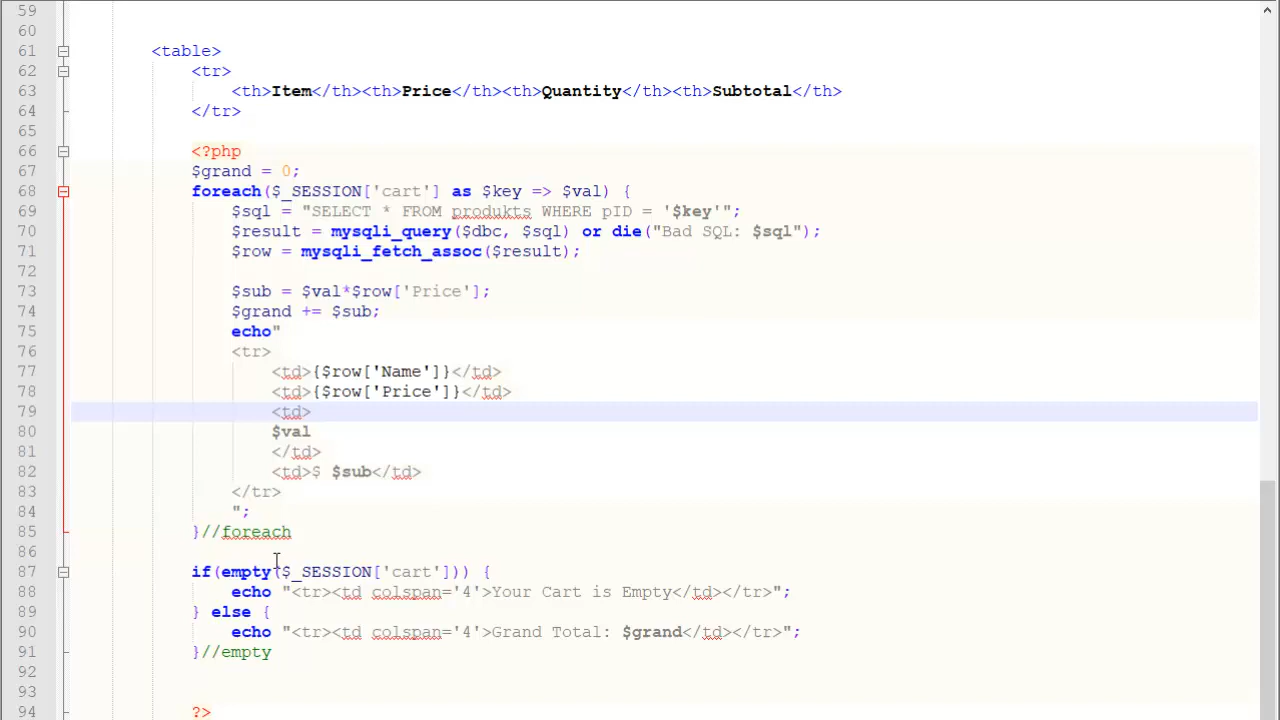 59
60
61 <table>
62 <tr>
63 <th>Item</th><th>Price</th><th>Quantity</th><th>Subtotal</th>
64 </tr>
65
66 <?php
67 $grand = 0;
68 foreach($_SESSION['cart'] as $key => $val) {
69 $sql = "SELECT * FROM produkts WHERE pID = '$key'";
70 $result = mysqli_query($dbc, $sql) or die("Bad SQL: $sql");
71 $row = mysqli_fetch_assoc($result);
72
73 $sub = $val*$row['Price'];
74 $grand += $sub;
75 echo"
76 <tr>
77 <td>{$row['Name']}</td>
78 <td>{$row['Price']}</td>
79 <td>
80 $val
81 </td>
82 <td>$ $sub</td>
83 </tr>
84 ";
85 }//foreach
86
87 if(empty($_SESSION['cart'])) {
88 echo "<tr><td colspan='4'>Your Cart is Empty</td></tr>";
89 } else {
90 echo "<tr><td colspan='4'>Grand Total: $grand</td></tr>";
91 }//empty
92
93
94 ?>